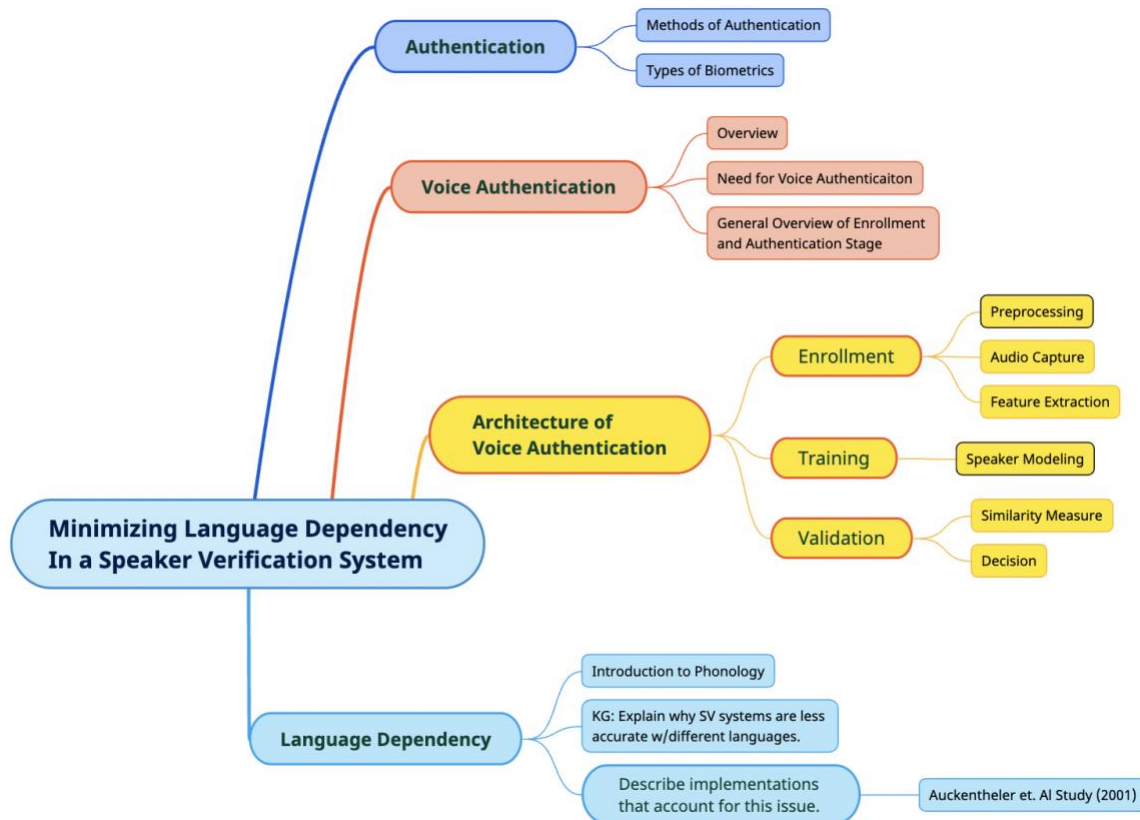 Authentication
Methods of Authentication
Types of Biometrics
Voice Authentication
Overview
Need for Voice Authenticaiton
General Overview of Enrollment
and Authentication Stage
Architecture of
Voice Authentication
Enrollment
Preprocessing
Audio Capture
Feature Extraction
Training
Speaker Modeling
Validation
Similarity Measure
Decision
Minimizing Language Dependency
In a Speaker Verification System
Language Dependency
Introduction to Phonology
KG: Explain why SV systems are less
accurate w/different languages.
Describe implementations
that account for this issue.
Auckentheler et. Al Study (2001)